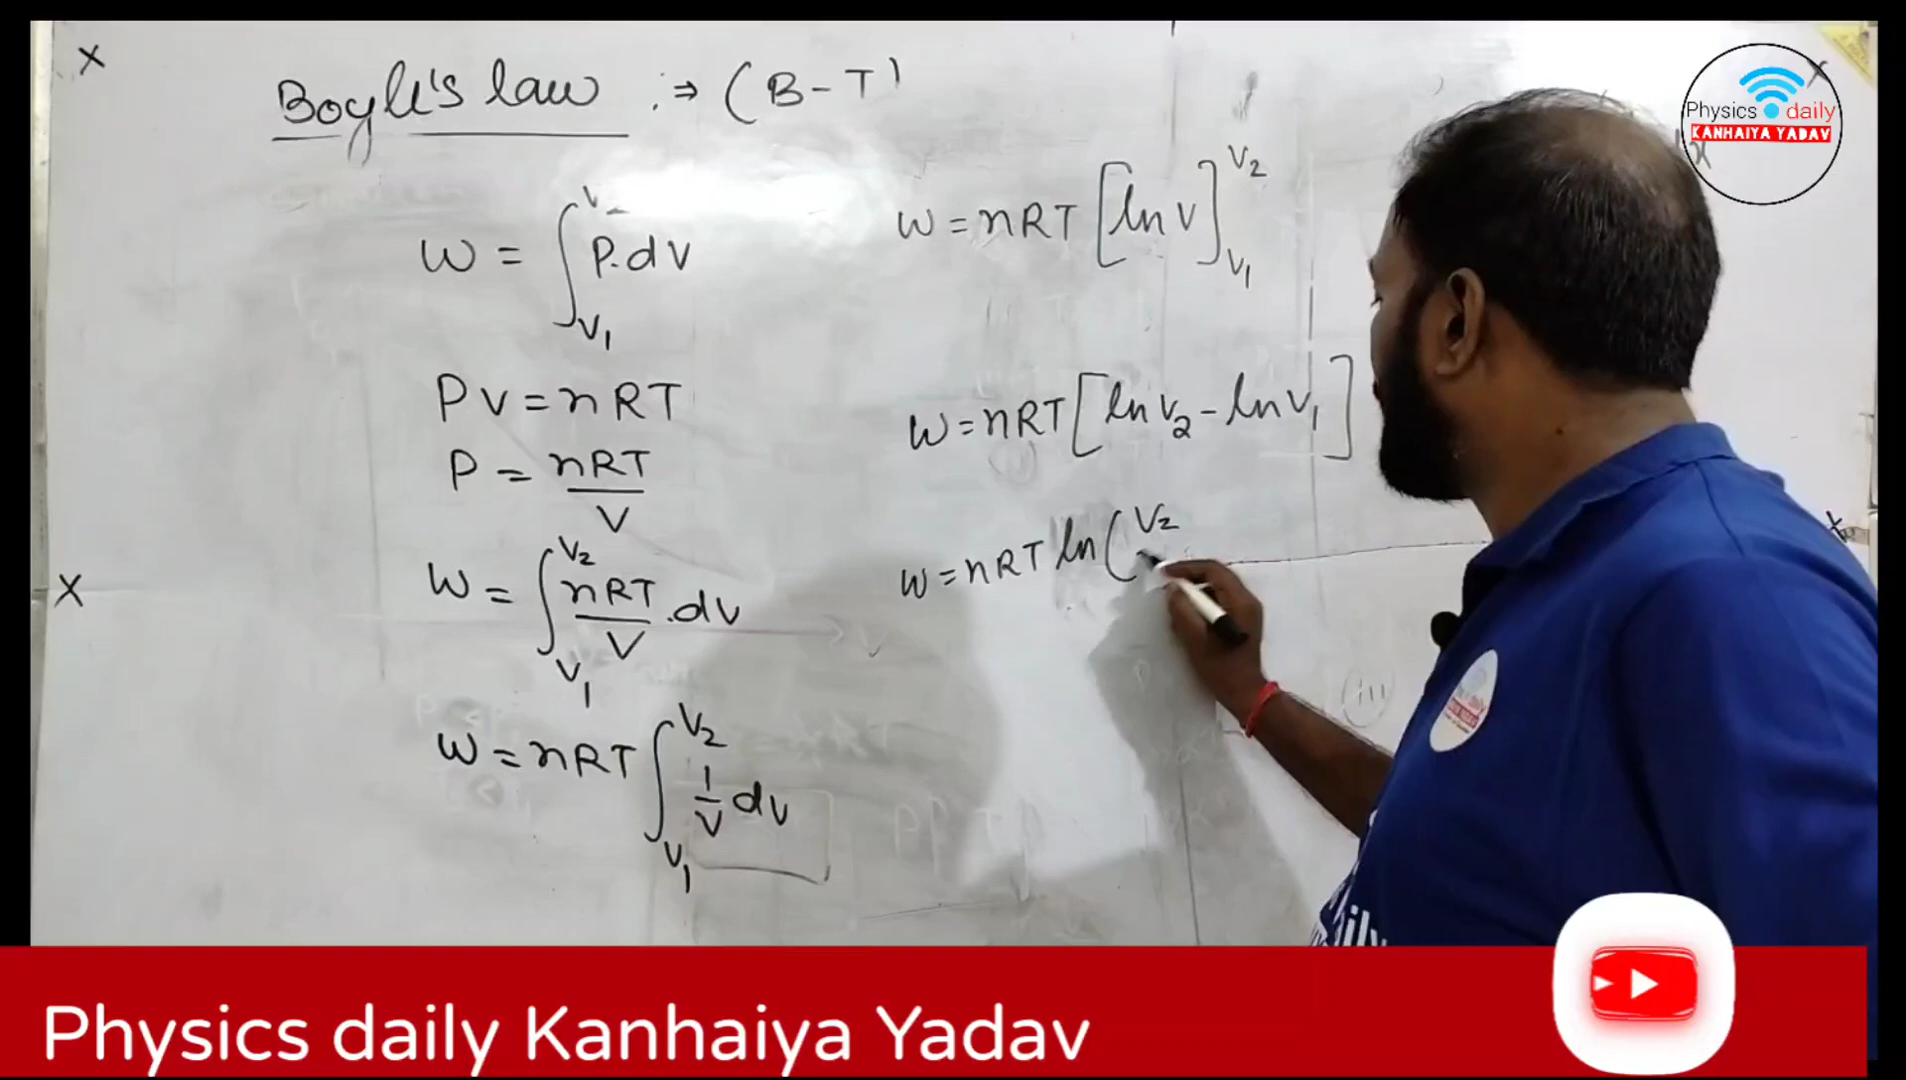 Boyle's law :⇒ (B-T)
W = ∫ P.dV
V1
PV = nRT
P = nRT
V
V2
W = ∫ nRT .dV
V
V1
W = nRT ∫ 1/V dV
V2
V1
W = nRT [ln V] V2 V1
W = nRT [ln V2 - ln V1]
W = nRT ln ( V2
Physics daily
KANHAIYA YADAV
Physics daily Kanhaiya Yadav